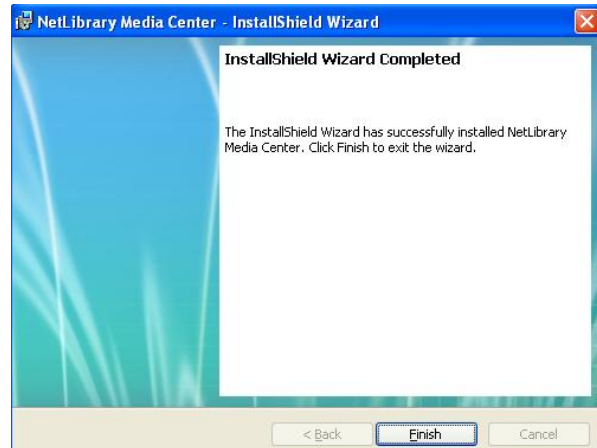 NetLibrary Media Center - InstallShield Wizard
InstallShield Wizard Completed
The InstallShield Wizard has successfully installed NetLibrary
Media Center. Click Finish to exit the wizard.
< Back
Finish
Cancel